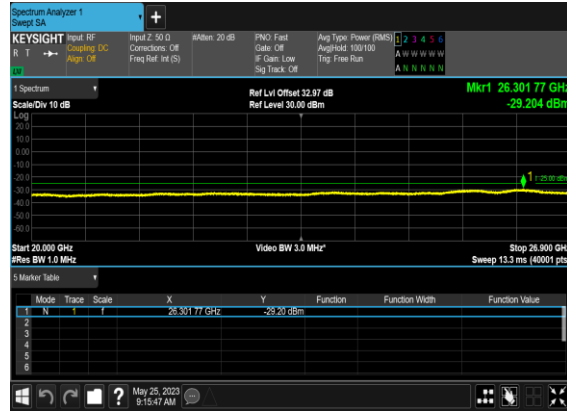 Spectrum Analyzer 1
Swept SA
+
KEYSIGHT Input: RF Input Z: 50 Ω #Atten: 20 dB PNO: Fast Avg Type: Power (RMS) 1 2 3 4 5 6
R T Coupling: DC Corrections: Off Gate: Off Avg|Hold: 100/100 A W W W W W
Align: Off Freq Ref: Int (S) IF Gain: Low Trig: Free Run
Sig Track: Off A N N N N N
1 Spectrum Ref Lvl Offset 32.97 dB Mkr1 26.301 77 GHz
Scale/Div 10 dB Ref Level 30.00 dBm -29.204 dBm
Log
20.0
10.0
0.00
-10.0
-20.0
-30.0
-40.0
-50.0
-60.0
1
Start 20.000 GHz Video BW 3.0 MHz* Stop 26.900 GHz
#Res BW 1.0 MHz Sweep 13.3 ms (40001 pts
5 Marker Table
Mode Trace Scale X Y Function Function Width Function Value
1 N 1 f 26.301 77 GHz -29.20 dBm
2
3
4
5
6
? May 25, 2023
9:15:47 AM